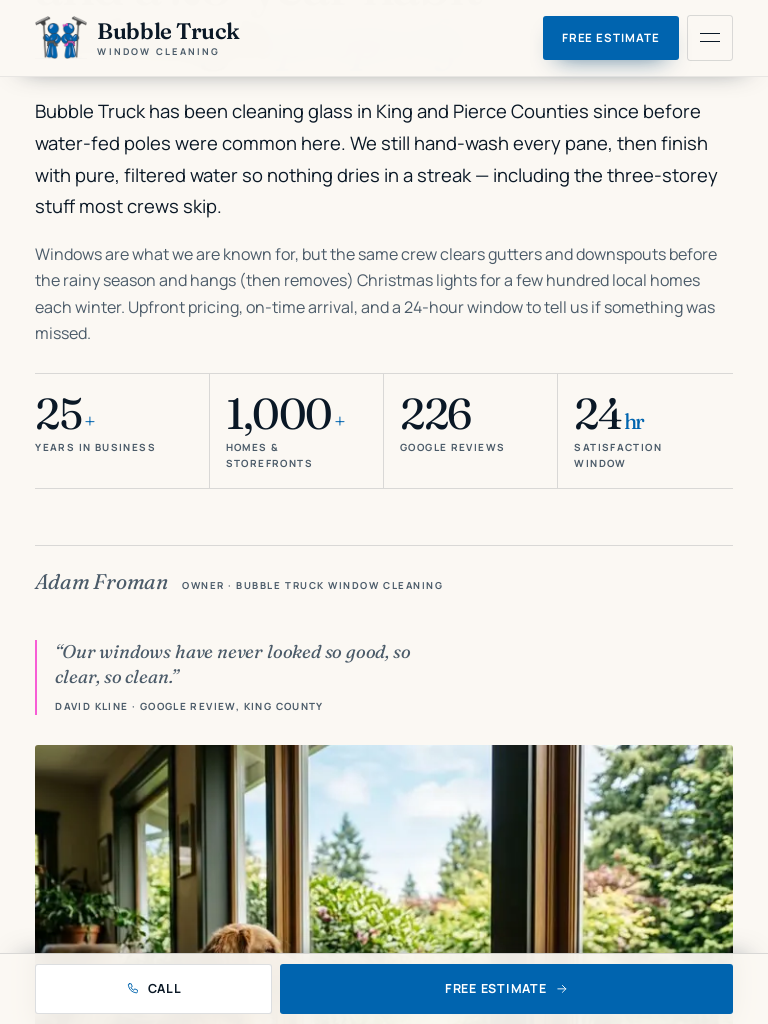 Bubble Truck
WINDOW CLEANING
FREE ESTIMATE
Bubble Truck has been cleaning glass in King and Pierce Counties since before
water-fed poles were common here. We still hand-wash every pane, then finish
with pure, filtered water so nothing dries in a streak — including the three-storey
stuff most crews skip.
Windows are what we are known for, but the same crew clears gutters and downspouts before
the rainy season and hangs (then removes) Christmas lights for a few hundred local homes
each winter. Upfront pricing, on-time arrival, and a 24-hour window to tell us if something was
missed.
25+
YEARS IN BUSINESS
1,000+
HOMES &
STOREFRONTS
226
GOOGLE REVIEWS
24hr
SATISFACTION
WINDOW
Adam Froman OWNER · BUBBLE TRUCK WINDOW CLEANING
“Our windows have never looked so good, so
clear, so clean.”
DAVID KLINE · GOOGLE REVIEW, KING COUNTY
CALL
FREE ESTIMATE →